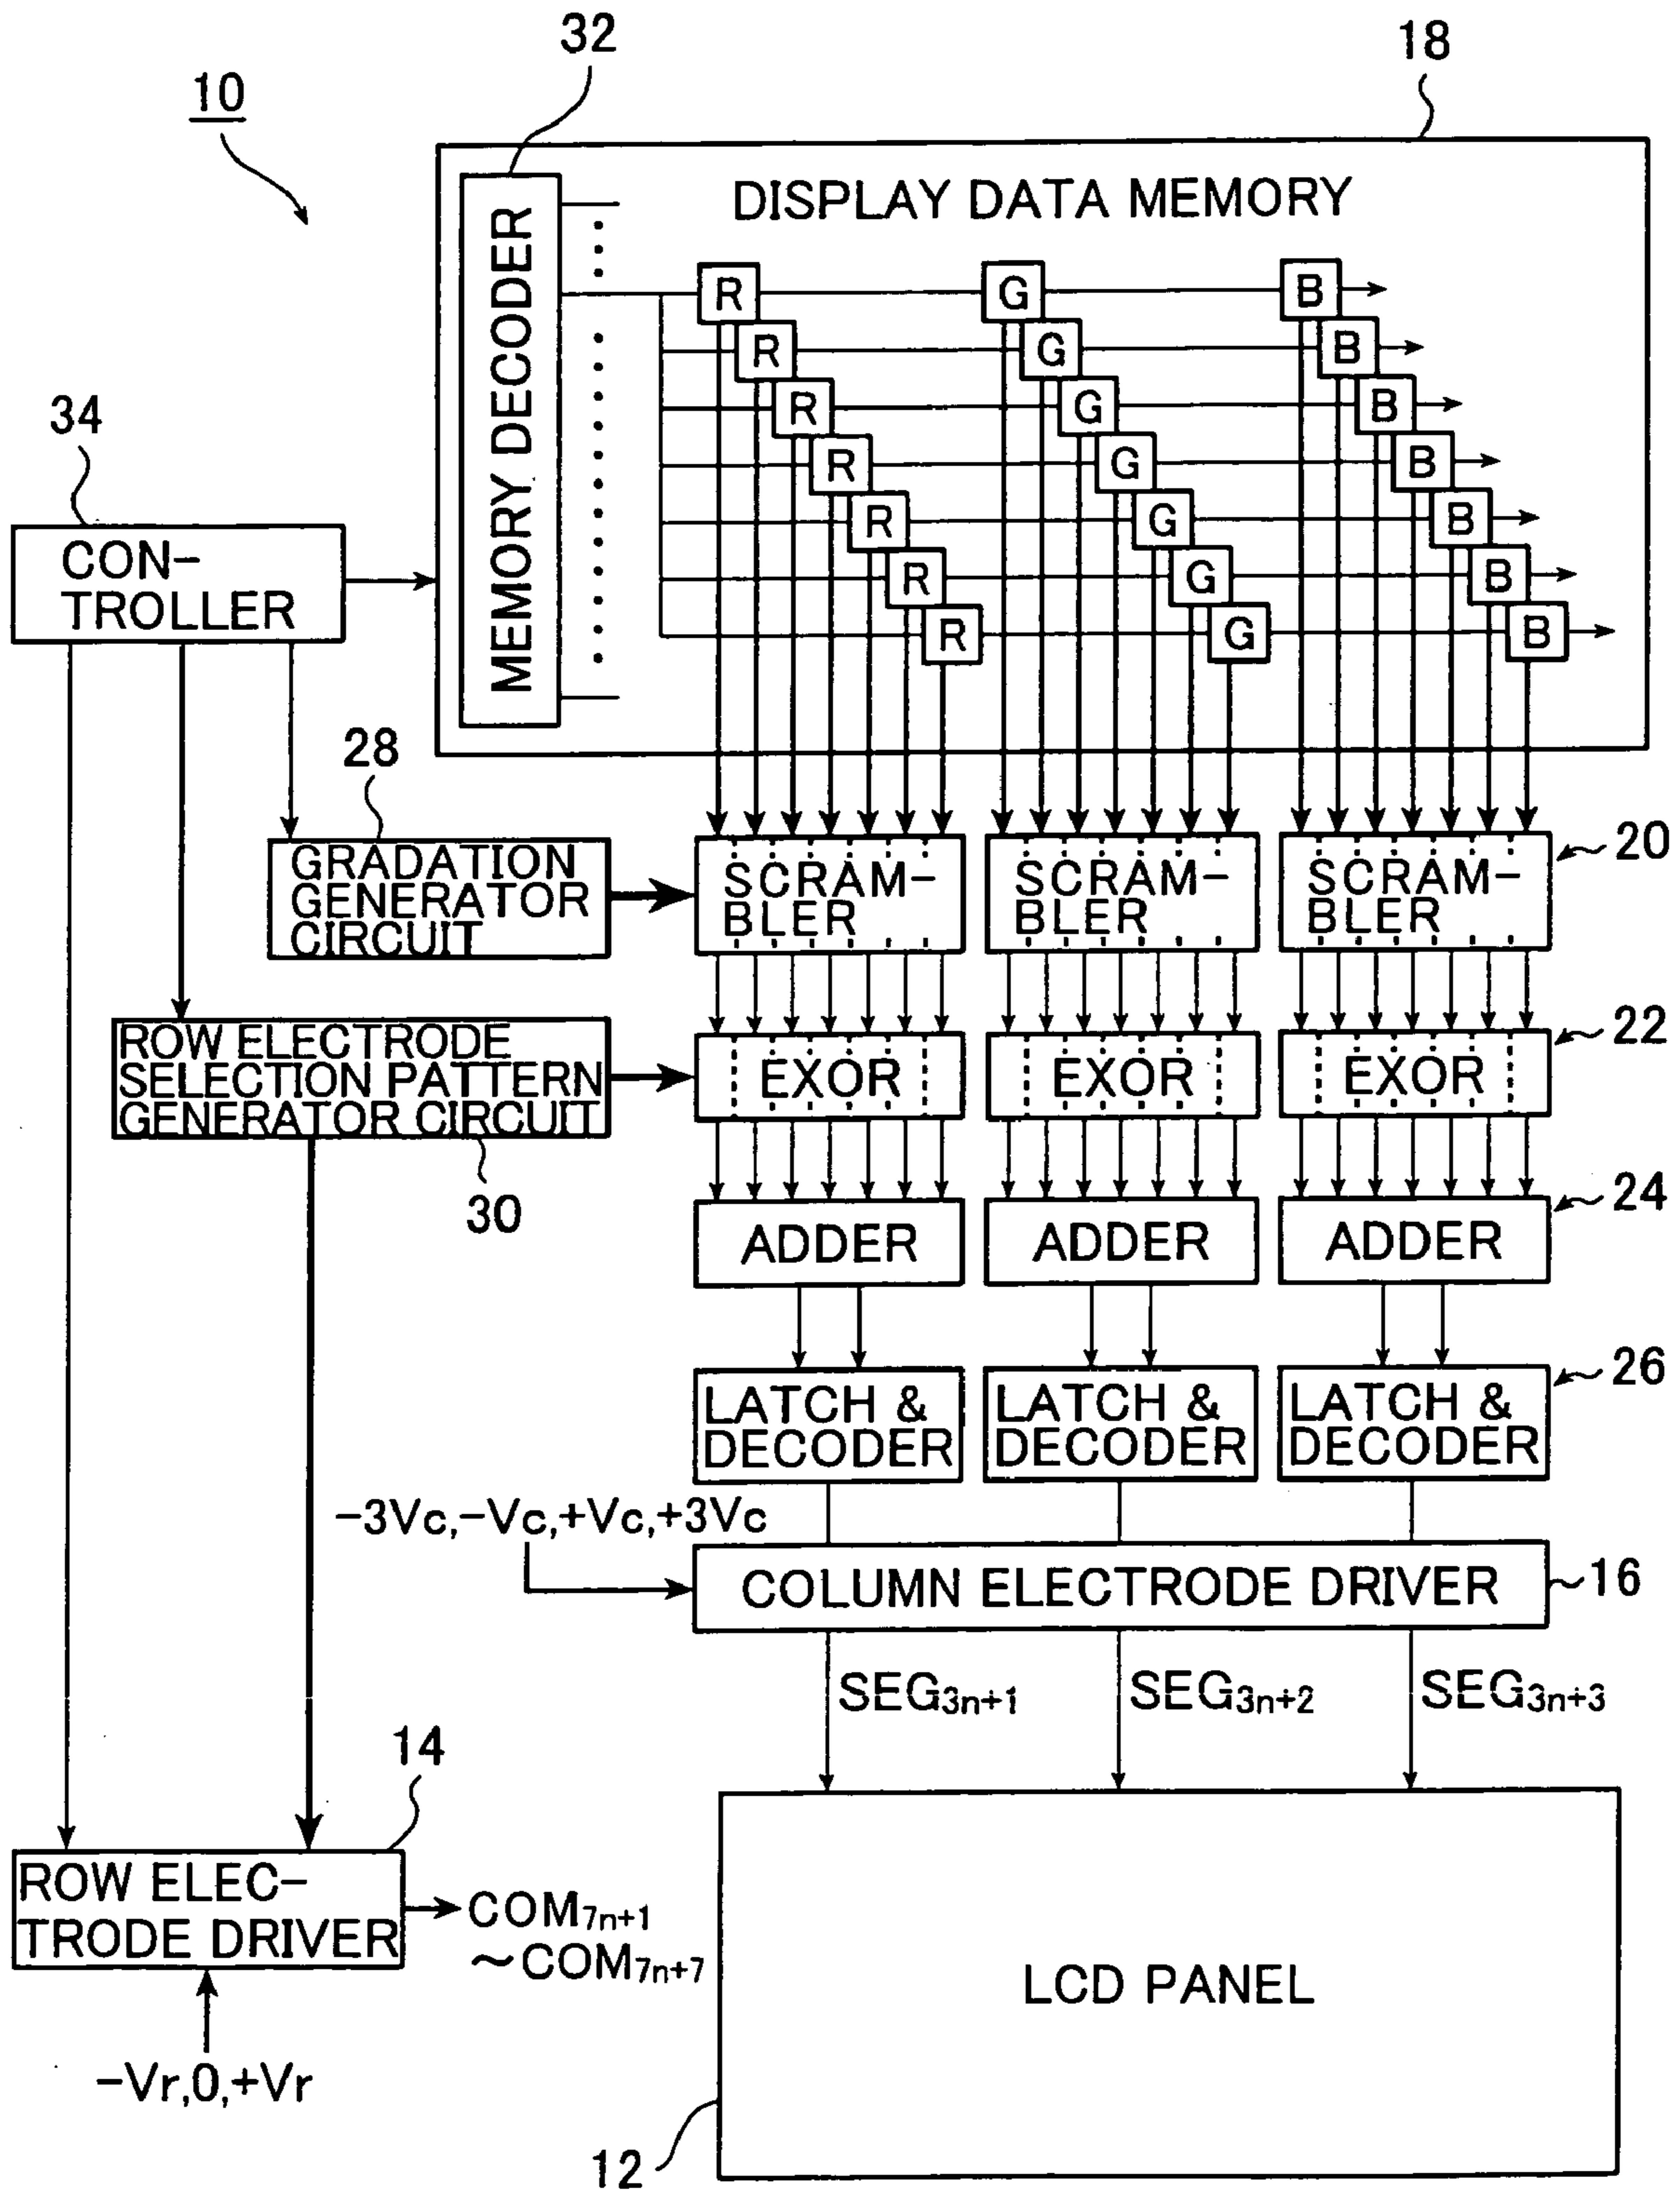 32
18
10
DISPLAY DATA MEMORY
MEMORY DECODER
R G B
R G B
R G B
R G B
R G B
R G B
R G B
34
CON-
TROLLER
28
GRADATION
GENERATOR
CIRCUIT
SCRAM-
BLER
SCRAM-
BLER
SCRAM-
BLER
20
ROW ELECTRODE
SELECTION PATTERN
GENERATOR CIRCUIT
30
EXOR EXOR EXOR 22
ADDER ADDER ADDER 24
LATCH &
DECODER
LATCH &
DECODER
LATCH &
DECODER
26
-3Vc,-Vc,+Vc,+3Vc
COLUMN ELECTRODE DRIVER 16
SEG3n+1 SEG3n+2 SEG3n+3
14
ROW ELEC-
TRODE DRIVER
COM7n+1
~COM7n+7
-Vr,0,+Vr
LCD PANEL
12